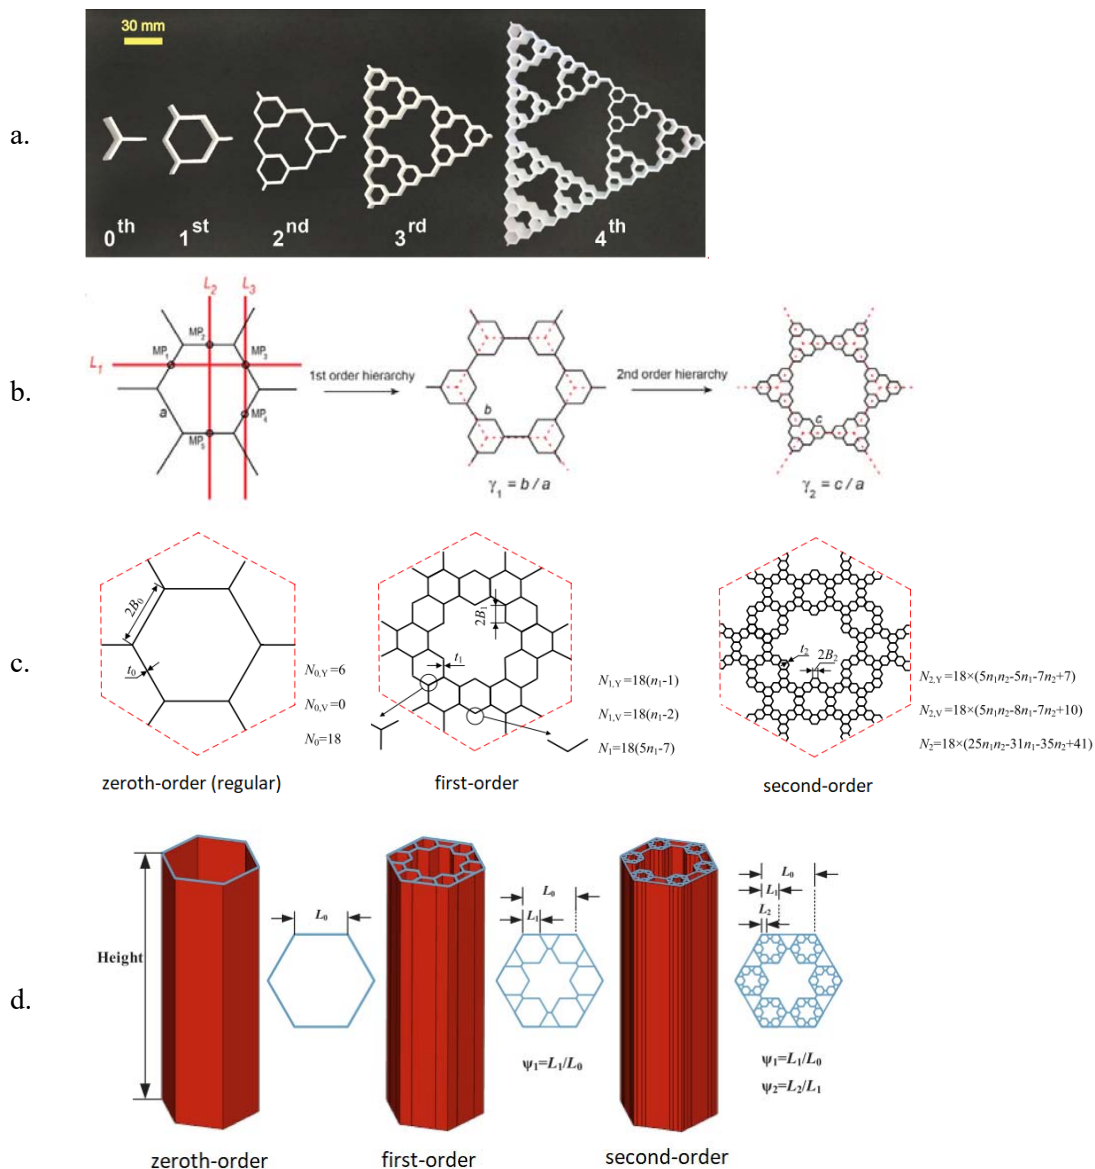 a.
30 mm
0th
1st
2nd
3rd
4th
b.
L1
L2
L3
MP1
MP2
MP3
MP4
MP5
a
1st order hierarchy
b
γ1 = b / a
2nd order hierarchy
c
γ2 = c / a
c.
2B0
t0
N0,Y=6
N0,V=0
N0=18
zeroth-order (regular)
2B1
t1
N1,Y=18(n1-1)
N1,V=18(n1-2)
N1=18(5n1-7)
first-order
t2
2B2
N2,Y=18×(5n1n2-5n1-7n2+7)
N2,V=18×(5n1n2-8n1-7n2+10)
N2=18×(25n1n2-31n1-35n2+41)
second-order
d.
Height
L0
zeroth-order
L0
L1
ψ1=L1/L0
first-order
L0
L1
L2
ψ1=L1/L0
ψ2=L2/L1
second-order